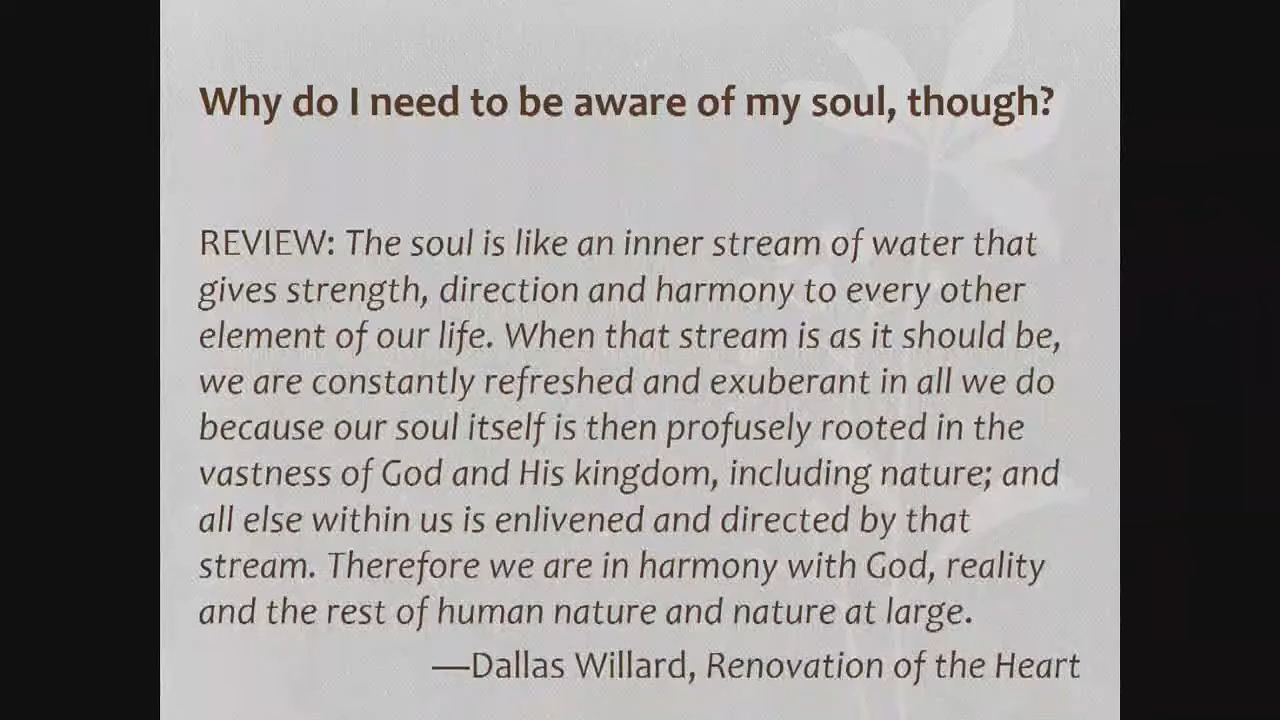 Why do I need to be aware of my soul, though?
REVIEW: The soul is like an inner stream of water that
gives strength, direction and harmony to every other
element of our life. When that stream is as it should be,
we are constantly refreshed and exuberant in all we do
because our soul itself is then profusely rooted in the
vastness of God and His kingdom, including nature; and
all else within us is enlivened and directed by that
stream. Therefore we are in harmony with God, reality
and the rest of human nature and nature at large.
—Dallas Willard, Renovation of the Heart